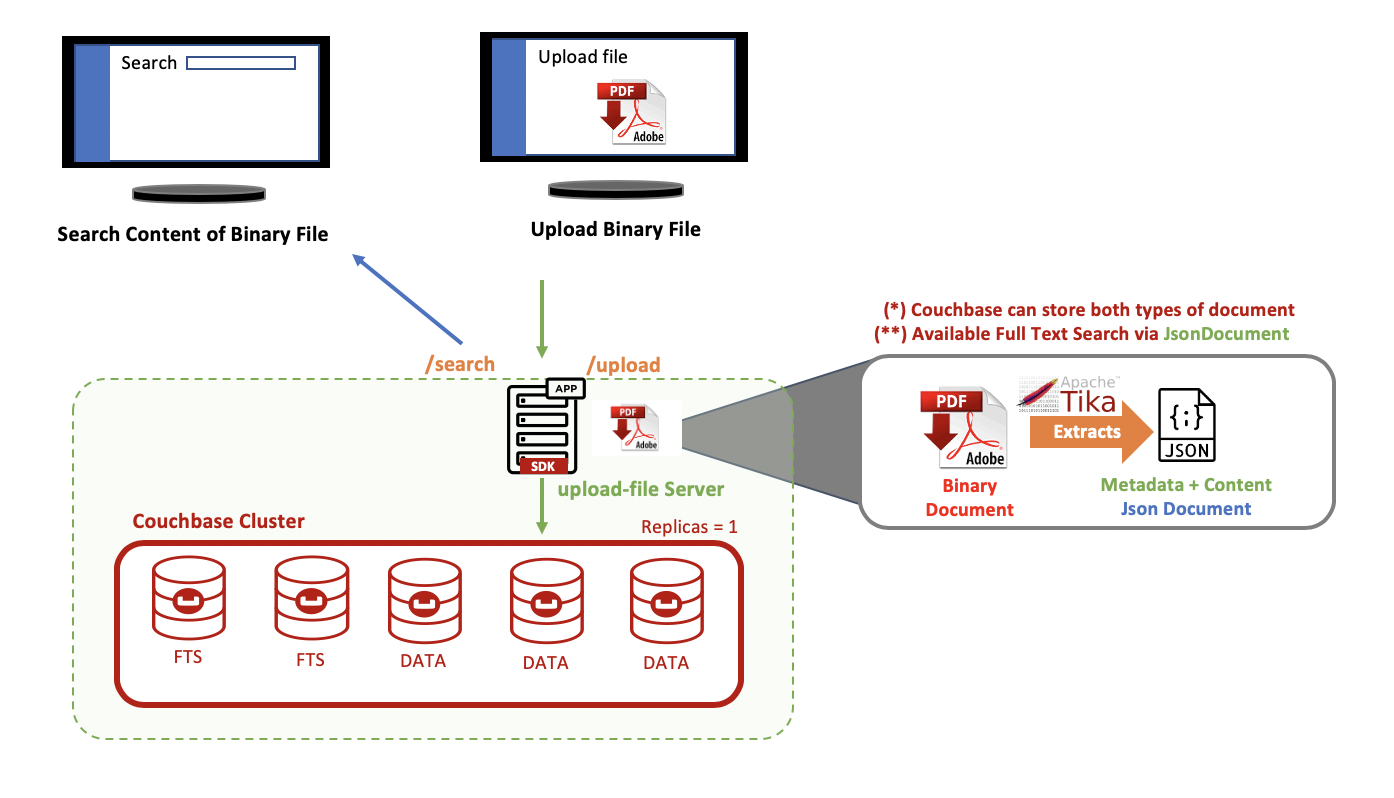 Search
Upload file
PDF
Adobe
Search Content of Binary File
Upload Binary File
(*) Couchbase can store both types of document
(**) Available Full Text Search via JsonDocument
/search
/upload
APP
SDK
PDF
Adobe
upload-file Server
PDF
Adobe
Apache™
Tika
Extracts
{;}
JSON
Binary
Document
Metadata + Content
Json Document
Couchbase Cluster
Replicas = 1
FTS
FTS
DATA
DATA
DATA